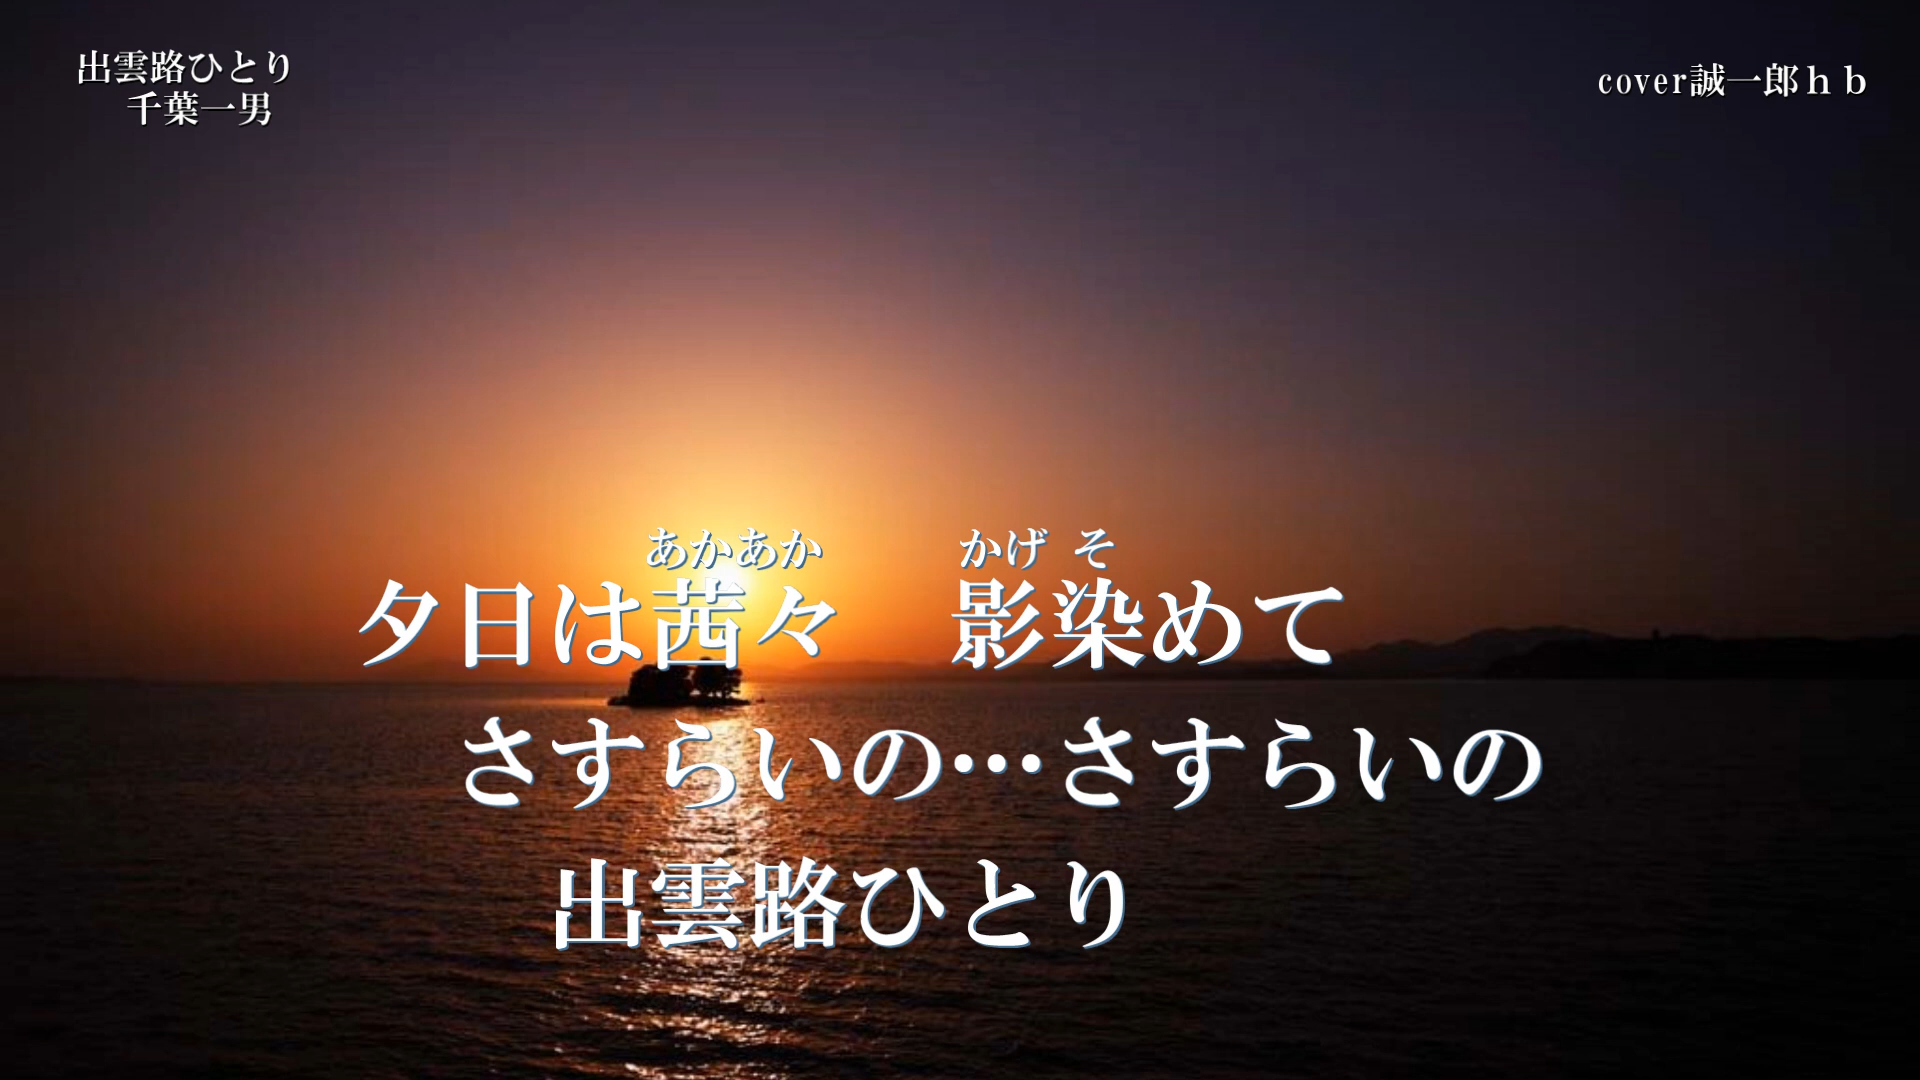 出雲路ひとり
千葉一男
cover誠一郎ｈｂ
あかあか　かげ そ
夕日は茜々　影染めて
さすらいの…さすらいの
出雲路ひとり